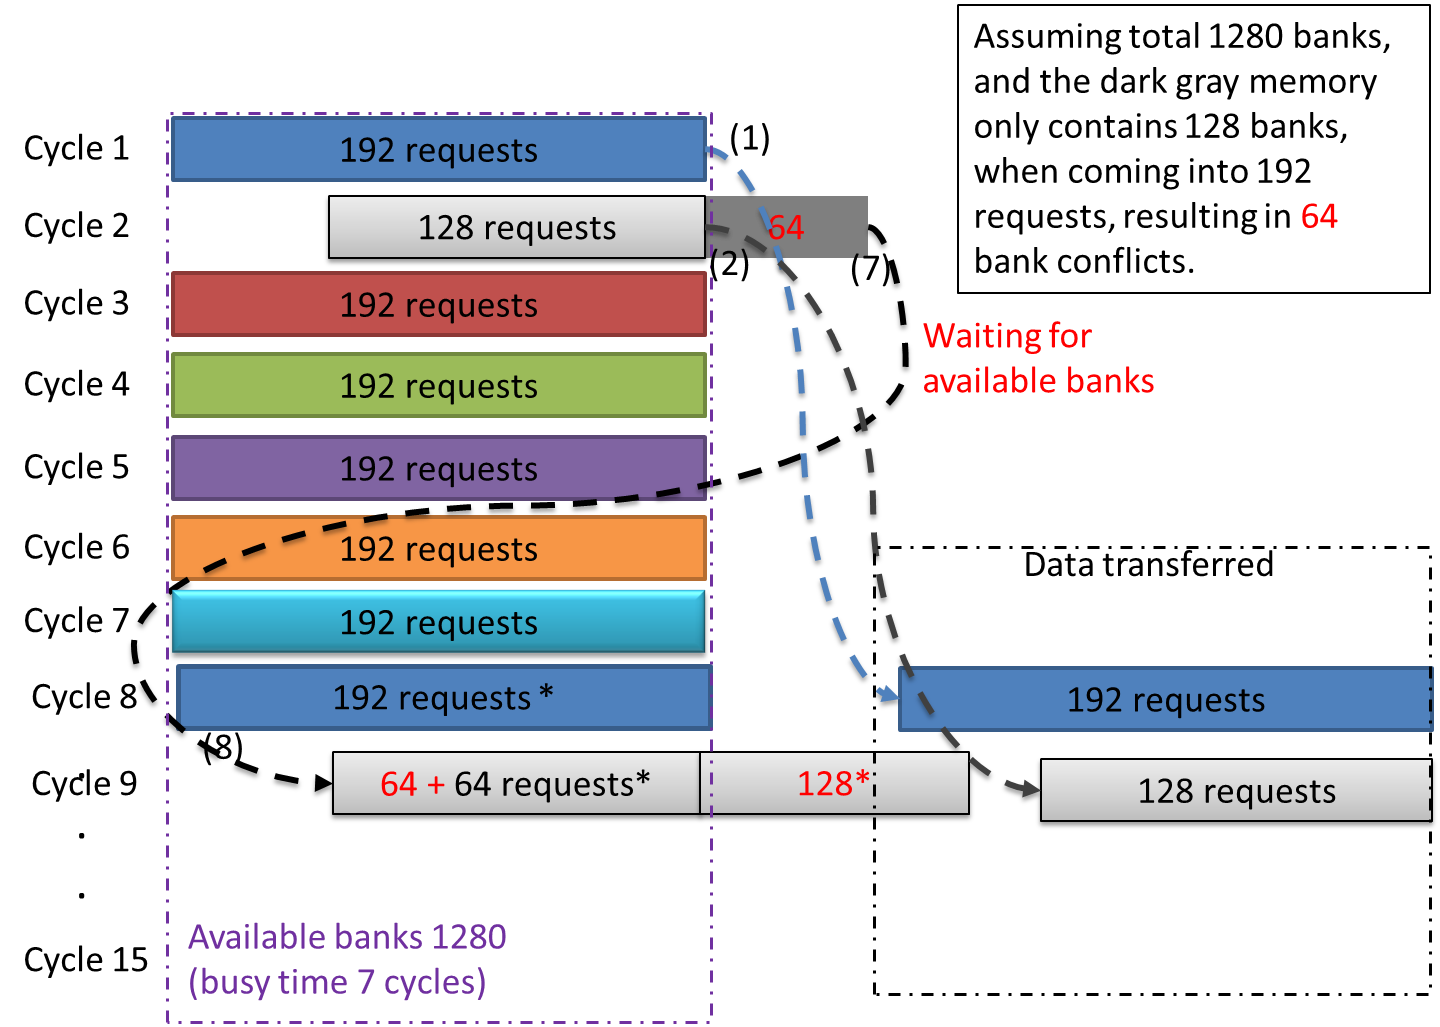 Assuming total 1280 banks,
and the dark gray memory
only contains 128 banks,
when coming into 192
requests, resulting in 64
bank conflicts.
Cycle 1
192 requests
(1)
Cycle 2
128 requests
64
(2)
(7)
Cycle 3
192 requests
Waiting for
available banks
Cycle 4
192 requests
Cycle 5
192 requests
Cycle 6
192 requests
Data transferred
Cycle 7
192 requests
Cycle 8
192 requests *
192 requests
(8)
Cycle 9
64 + 64 requests*
128*
128 requests
.
.
.
Available banks 1280
(busy time 7 cycles)
Cycle 15